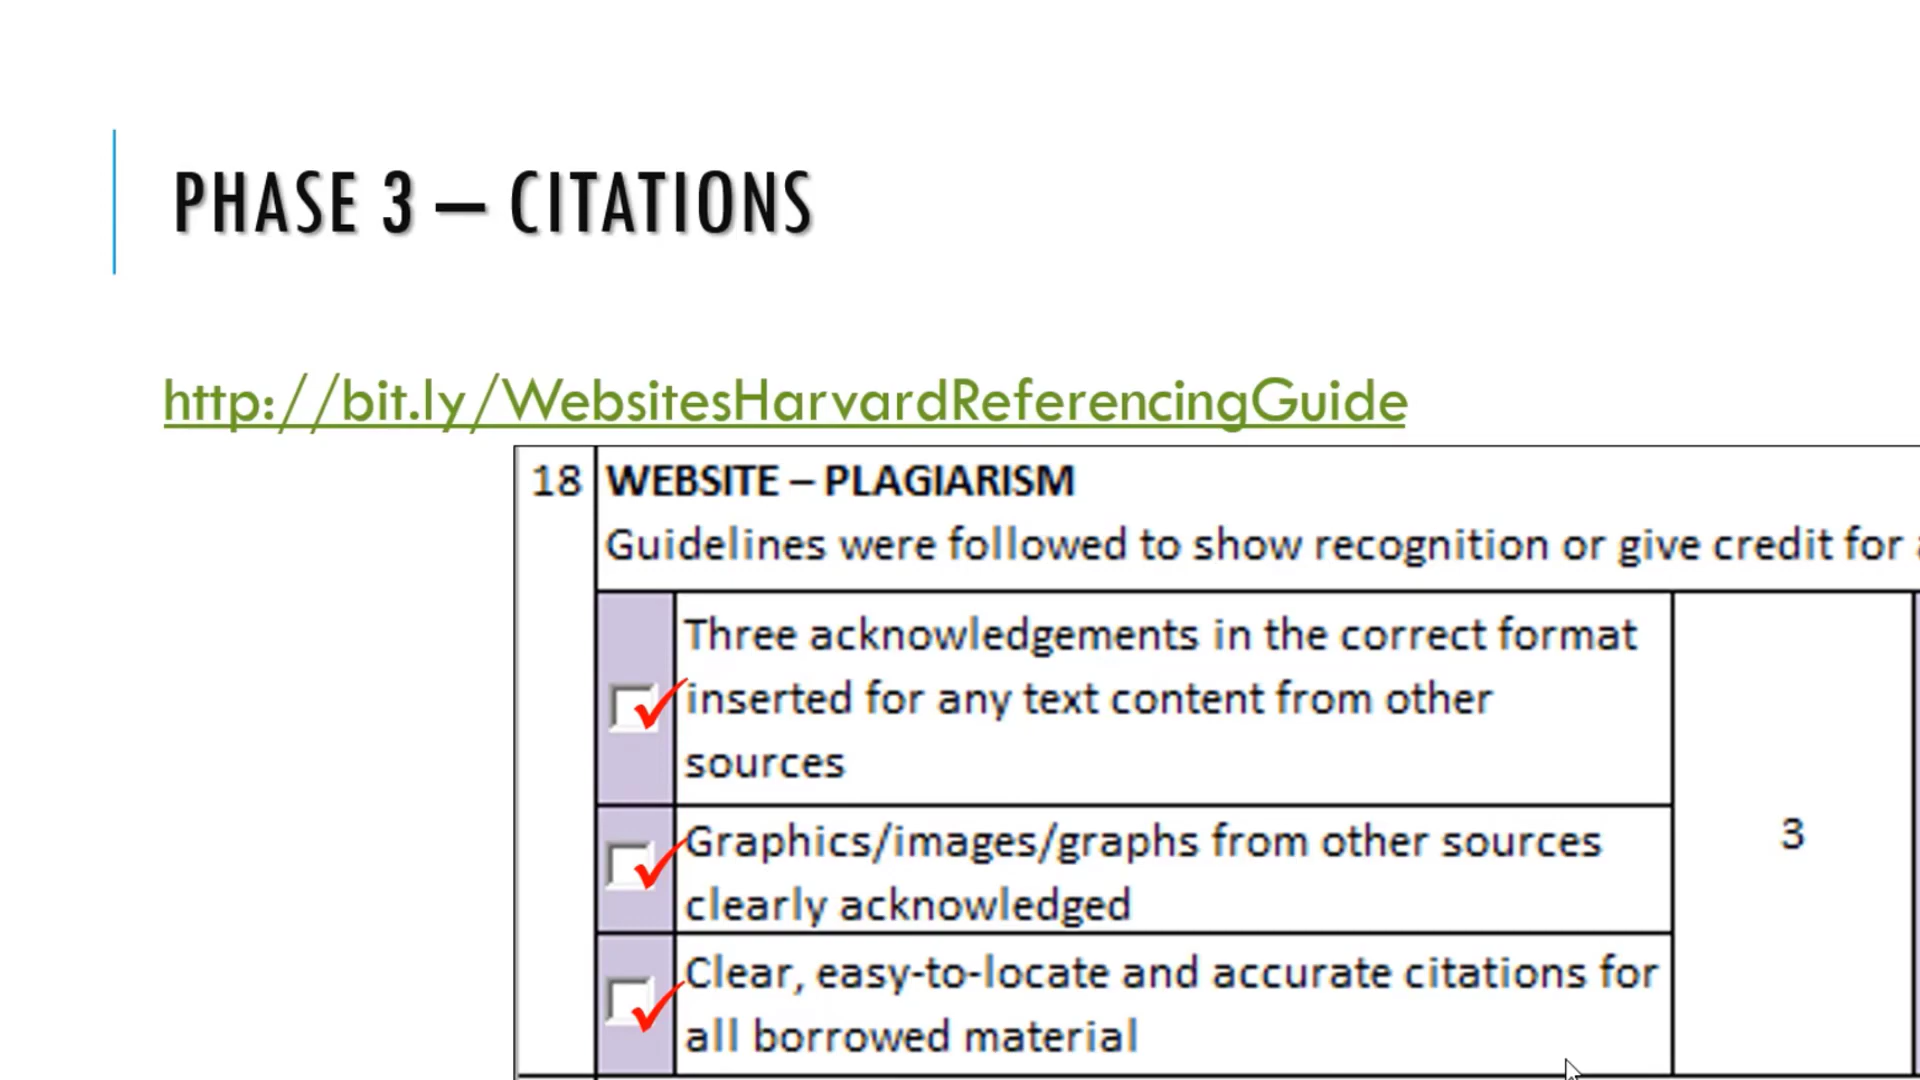 PHASE 3 – CITATIONS
http://bit.ly/WebsitesHarvardReferencingGuide
18 WEBSITE – PLAGIARISM
Guidelines were followed to show recognition or give credit for
Three acknowledgements in the correct format
inserted for any text content from other
sources
Graphics/images/graphs from other sources
clearly acknowledged
3
Clear, easy-to-locate and accurate citations for
all borrowed material